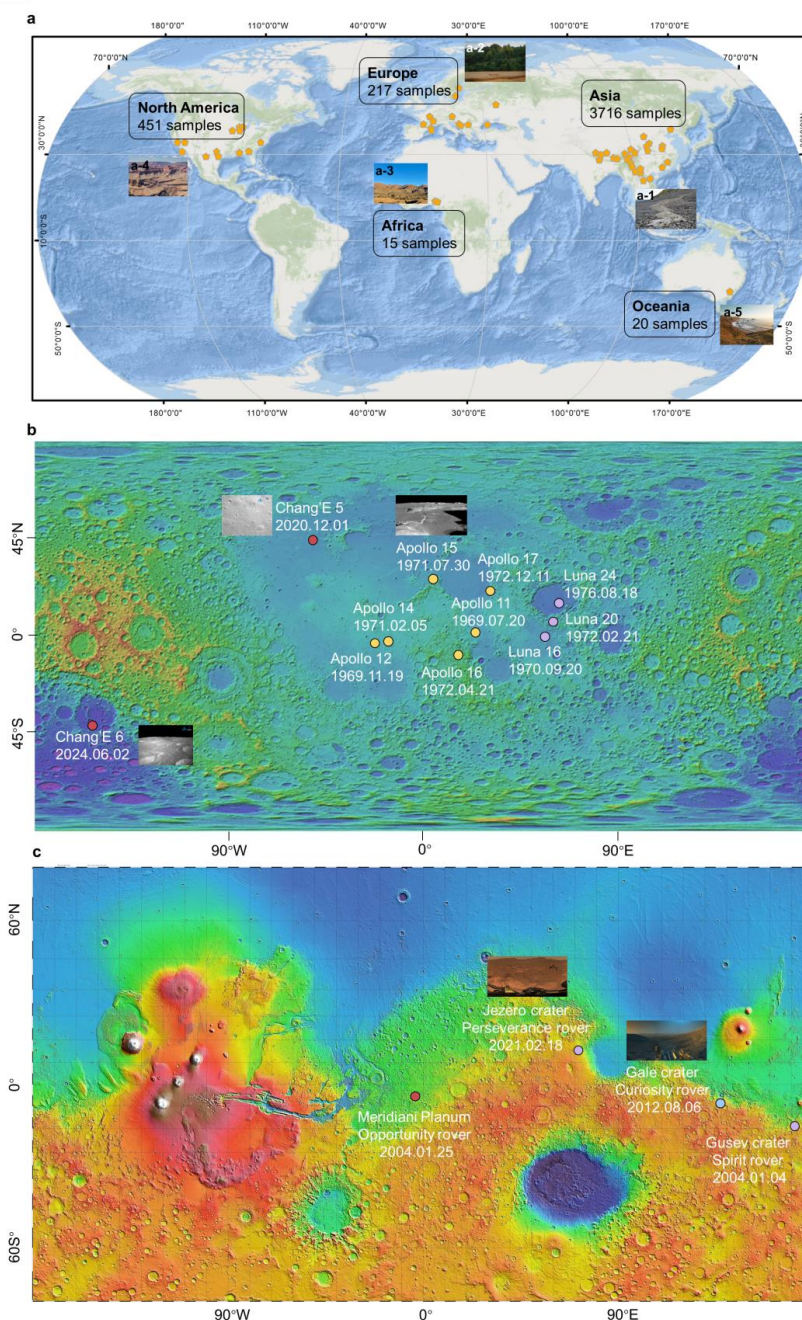 a
180°0'0" 110°0'0"W 40°0'0"W 30°0'0"E 100°0'0"E 170°0'0"E
70°0'0"N 70°0'0"N
a-2
Europe
217 samples
North America
451 samples
Asia
3716 samples
30°0'0"N
a-4
a-3
a-1
Africa
15 samples
10°0'0"S
Oceania
20 samples
a-5
50°0'0"S 50°0'0"S
180°0'0" 110°0'0"W 40°0'0"W 30°0'0"E 100°0'0"E 170°0'0"E
b
45°N
0°
45°S
Chang'E 5
2020.12.01
Apollo 15
1971.07.30
Apollo 17
1972.12.11
Luna 24
1976.08.18
Apollo 14
1971.02.05
Apollo 11
1969.07.20
Luna 20
1972.02.21
Apollo 12
1969.11.19
Apollo 16
1972.04.21
Luna 16
1970.09.20
Chang'E 6
2024.06.02
90°W 0° 90°E
c
60°N
0°
60°S
Jezero crater
Perseverance rover
2021.02.18
Gale crater
Curiosity rover
2012.08.06
Meridiani Planum
Opportunity rover
2004.01.25
Gusev crater
Spirit rover
2004.01.04
90°W 0° 90°E